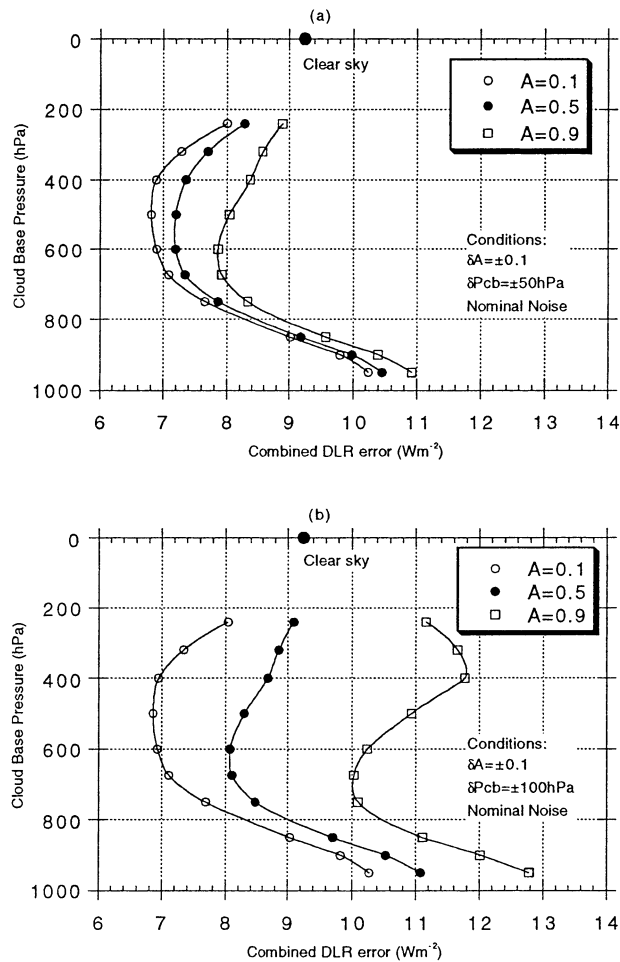 (a)
0
200
400
600
800
1000
Cloud Base Pressure (hPa)
Clear sky
A=0.1
A=0.5
A=0.9
Conditions:
δA=±0.1
δPcb=±50hPa
Nominal Noise
6 7 8 9 10 11 12 13 14
Combined DLR error (Wm⁻²)
(b)
0
200
400
600
800
1000
Cloud Base Pressure (hPa)
Clear sky
A=0.1
A=0.5
A=0.9
Conditions:
δA=±0.1
δPcb=±100hPa
Nominal Noise
6 7 8 9 10 11 12 13 14
Combined DLR error (Wm⁻²)